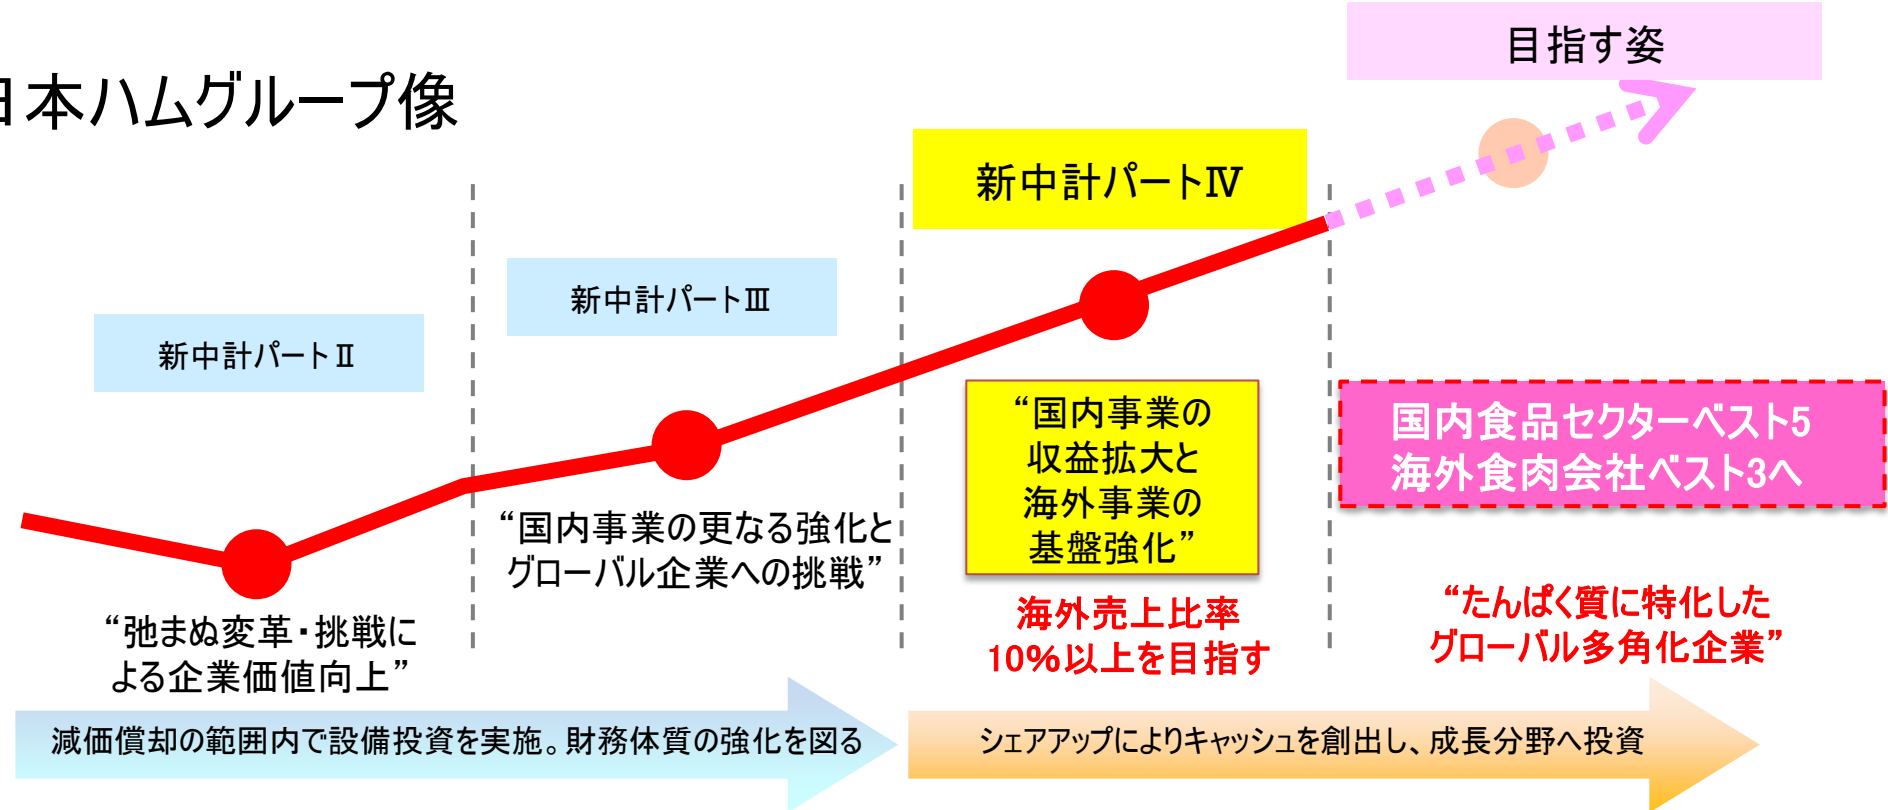 日本ハムグループ像
目指す姿
新中計パートⅣ
新中計パートⅢ
新中計パートⅡ
“弛まぬ変革・挑戦に
よる企業価値向上”
“国内事業の更なる強化と
グローバル企業への挑戦”
“国内事業の
収益拡大と
海外事業の
基盤強化”
海外売上比率
10%以上を目指す
国内食品セクターベスト5
海外食肉会社ベスト3へ
“たんぱく質に特化した
グローバル多角化企業”
減価償却の範囲内で設備投資を実施。財務体質の強化を図る
シェアアップによりキャッシュを創出し、成長分野へ投資